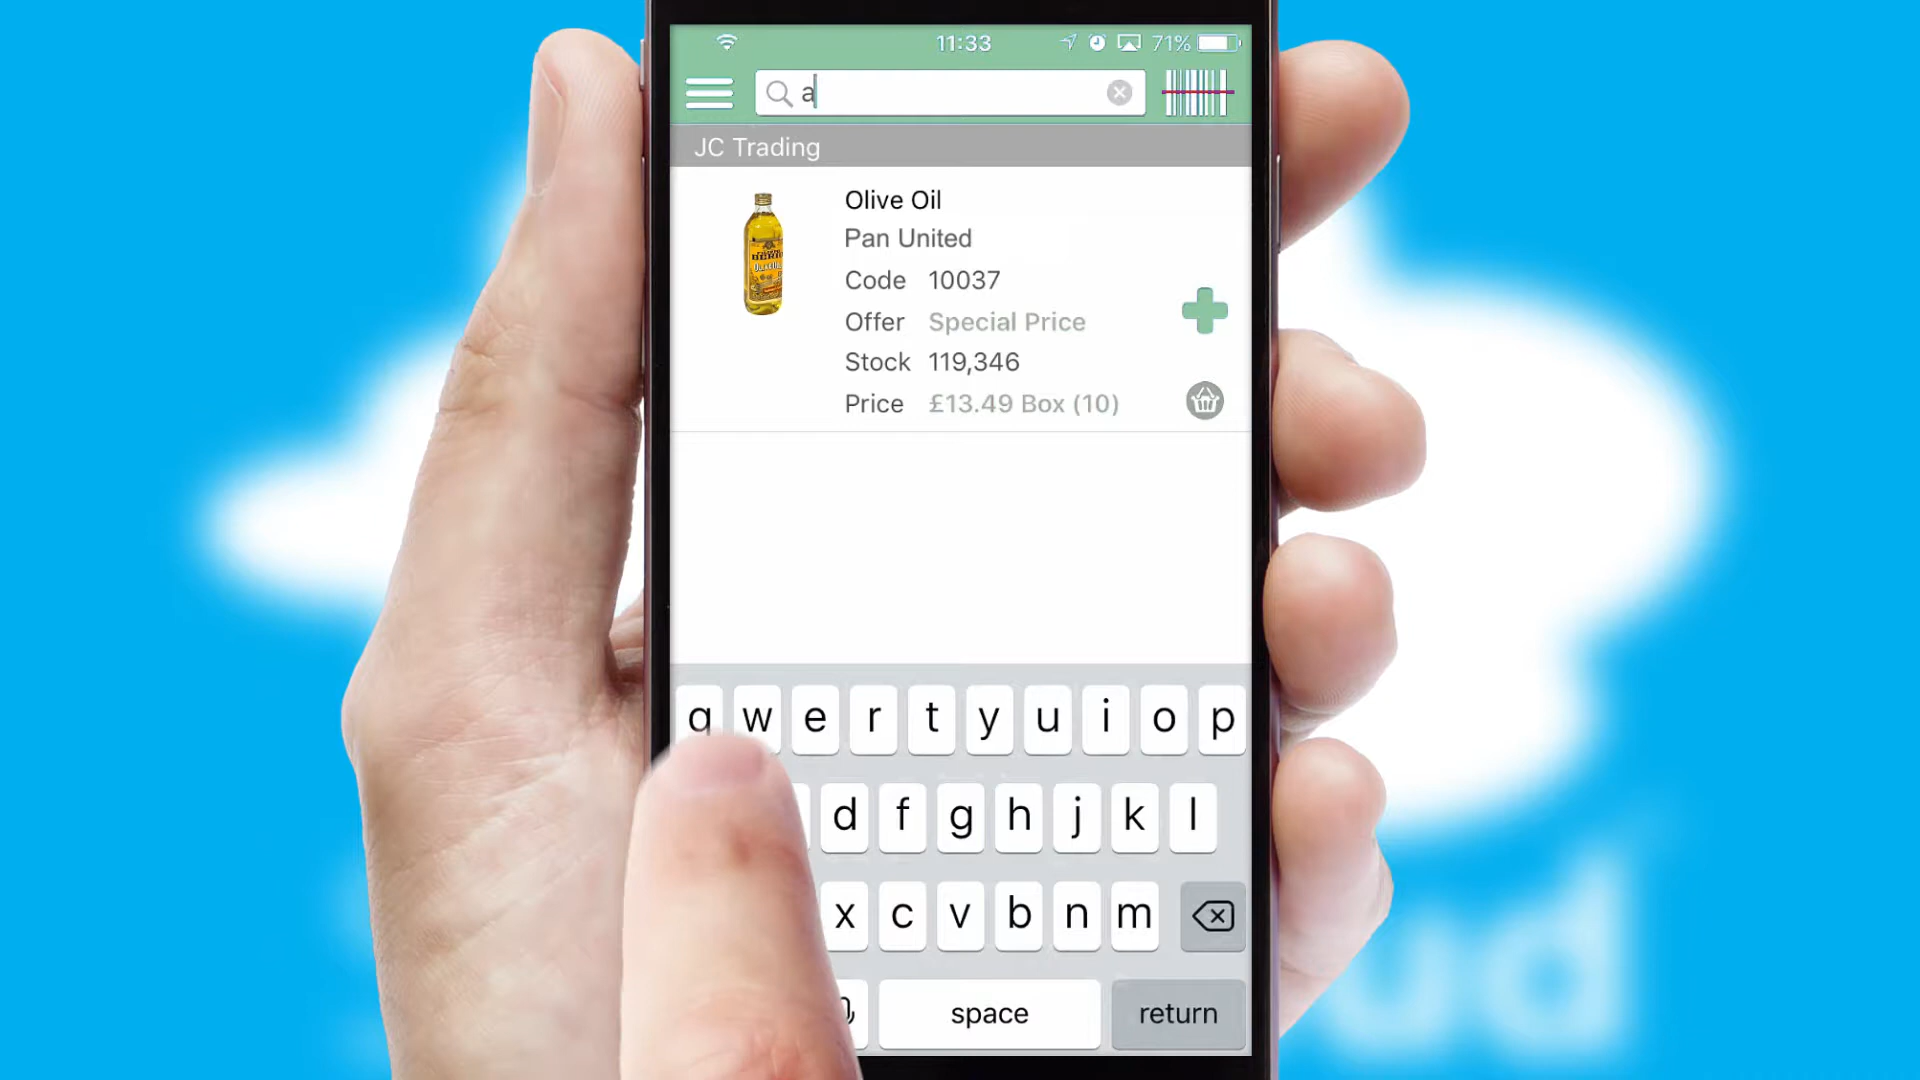 11:33
71%
a
JC Trading
Olive Oil
Pan United
Code 10037
Offer Special Price
Stock 119,346
Price £13.49 Box (10)
q w e r t y u i o p
d f g h j k l
x c v b n m
space return
ud